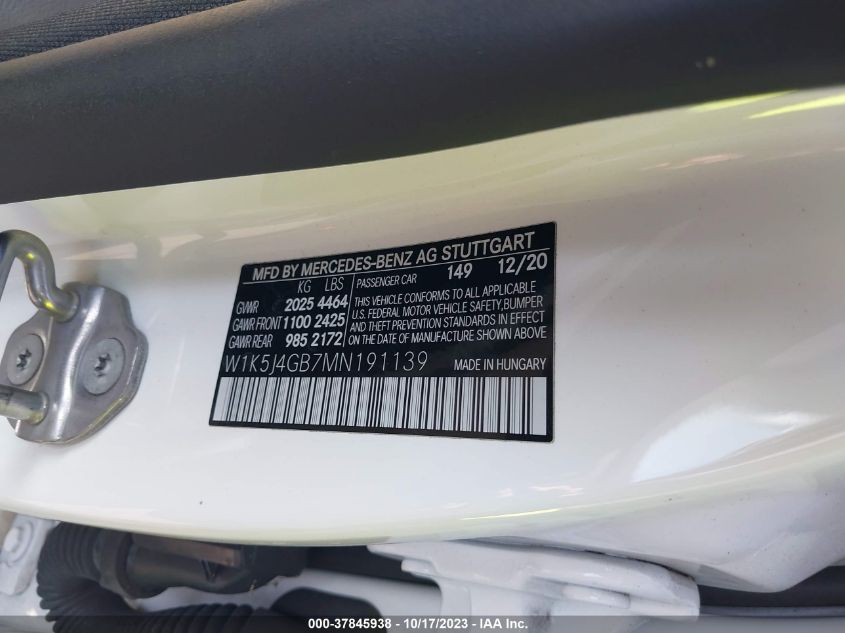 MFD BY MERCEDES-BENZ AG STUTTGART
KG LBS PASSENGER CAR 149 12/20
GVWR 2025 4464
GAWR FRONT 1100 2425
GAWR REAR 985 2172
THIS VEHICLE CONFORMS TO ALL APPLICABLE
U.S. FEDERAL MOTOR VEHICLE SAFETY,BUMPER
AND THEFT PREVENTION STANDARDS IN EFFECT
ON THE DATE OF MANUFACTURE SHOWN ABOVE
W1K5J4GB7MN191139 MADE IN HUNGARY
000-37845938 - 10/17/2023 - IAA Inc.